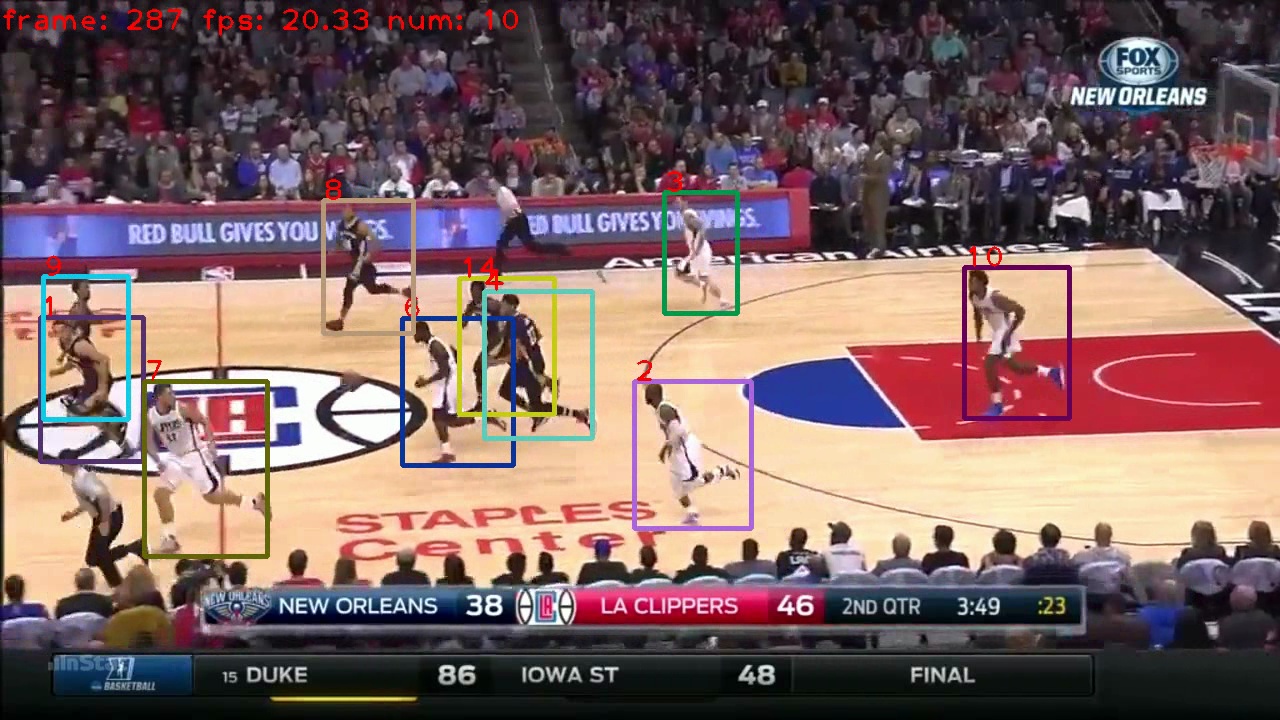 frame: 287 fps: 20.33 num: 10
FOX
SPORTS
NEW ORLEANS
8
3
RED BULL GIVES YOU WINGS.
RED BULL GIVES YOU WINGS.
American Airlines
9
14
4
10
1
6
7
2
STAPLES
Center
NEW ORLEANS 38 LA CLIPPERS 46 2ND QTR 3:49 :23
BASKETBALL
15 DUKE 86 IOWA ST 48 FINAL